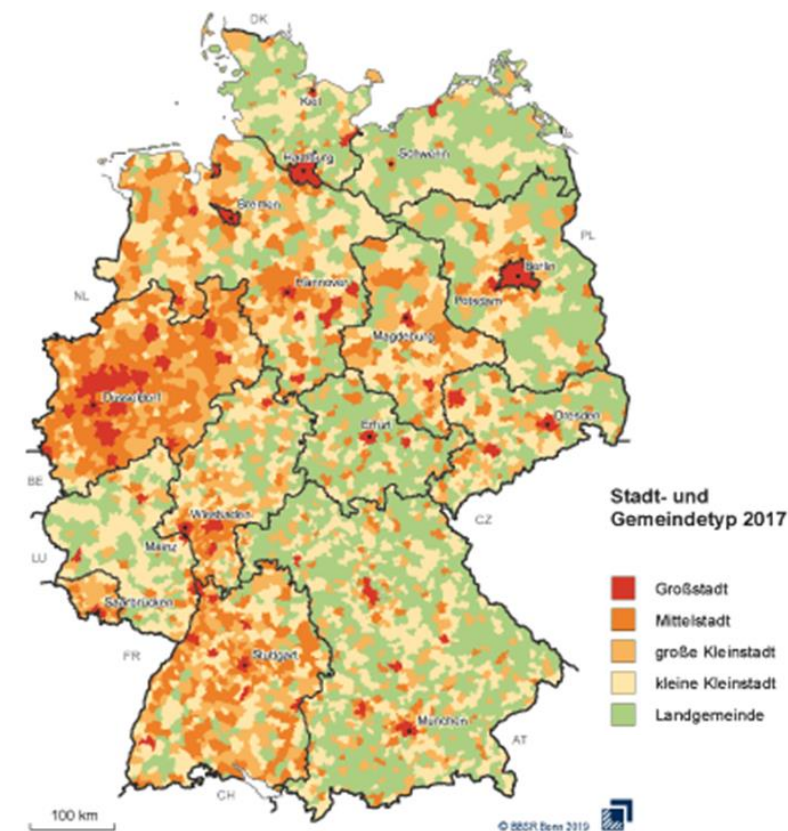 DK
Kiel
Hamburg
Schwerin
Bremen
PL
Berlin
NL
Hannover
Potsdam
Magdeburg
Düsseldorf
Dresden
Erfurt
BE
Stadt- und
Gemeindetyp 2017
Wiesbaden
CZ
Mainz
LU
Großstadt
Saarbrücken
Mittelstadt
FR
Stuttgart
große Kleinstadt
kleine Kleinstadt
Landgemeinde
München
AT
CH
100 km
© BBSR Bonn 2019